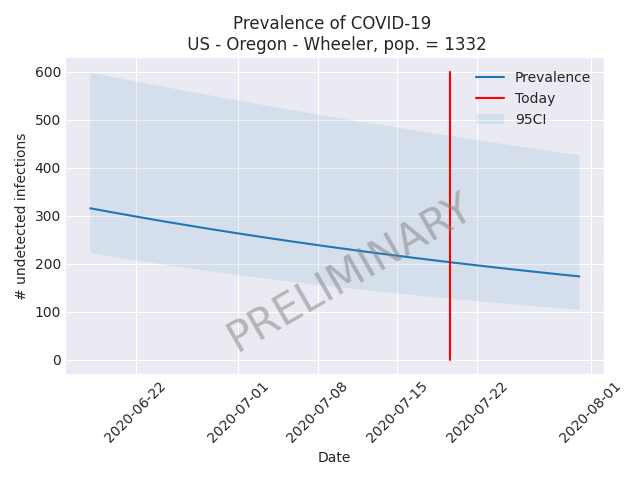 Prevalence of COVID-19
US - Oregon - Wheeler, pop. = 1332
600
500
400
300
200
100
0
# undetected infections
Prevalence
Today
95CI
PRELIMINARY
2020-06-22
2020-07-01
2020-07-08
2020-07-15
2020-07-22
2020-08-01
Date